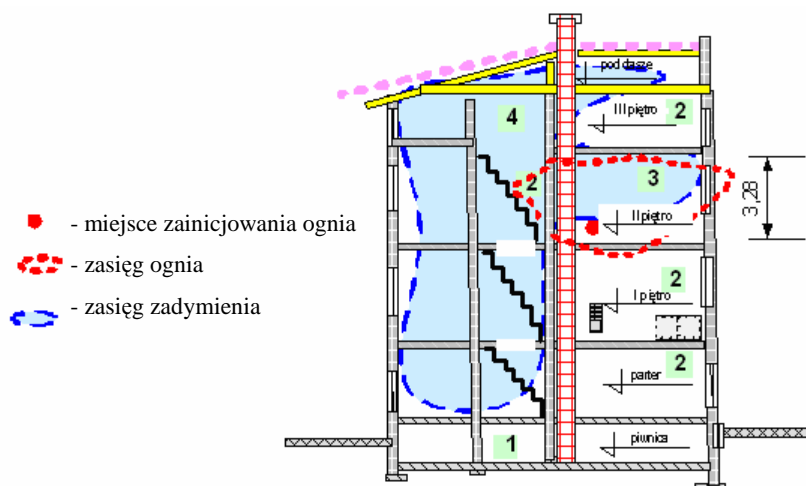 poddasze
4
III piętro
2
2
3
3,28
- miejsce zainicjowania ognia
II piętro
- zasięg ognia
2
- zasięg zadymienia
I piętro
2
parter
1
piwnica